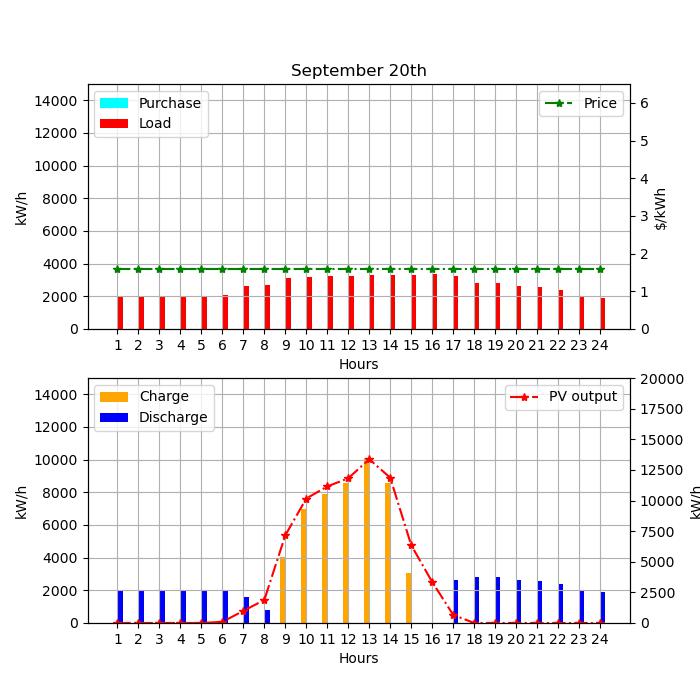 September 20th
14000
12000
10000
8000
6000
4000
2000
0
kW/h
Purchase
Load
Price
6
5
4
3
2
1
0
$/kWh
1 2 3 4 5 6 7 8 9 10 11 12 13 14 15 16 17 18 19 20 21 22 23 24
Hours
14000
12000
10000
8000
6000
4000
2000
0
kW/h
Charge
Discharge
PV output
20000
17500
15000
12500
10000
7500
5000
2500
0
kW/h
1 2 3 4 5 6 7 8 9 10 11 12 13 14 15 16 17 18 19 20 21 22 23 24
Hours